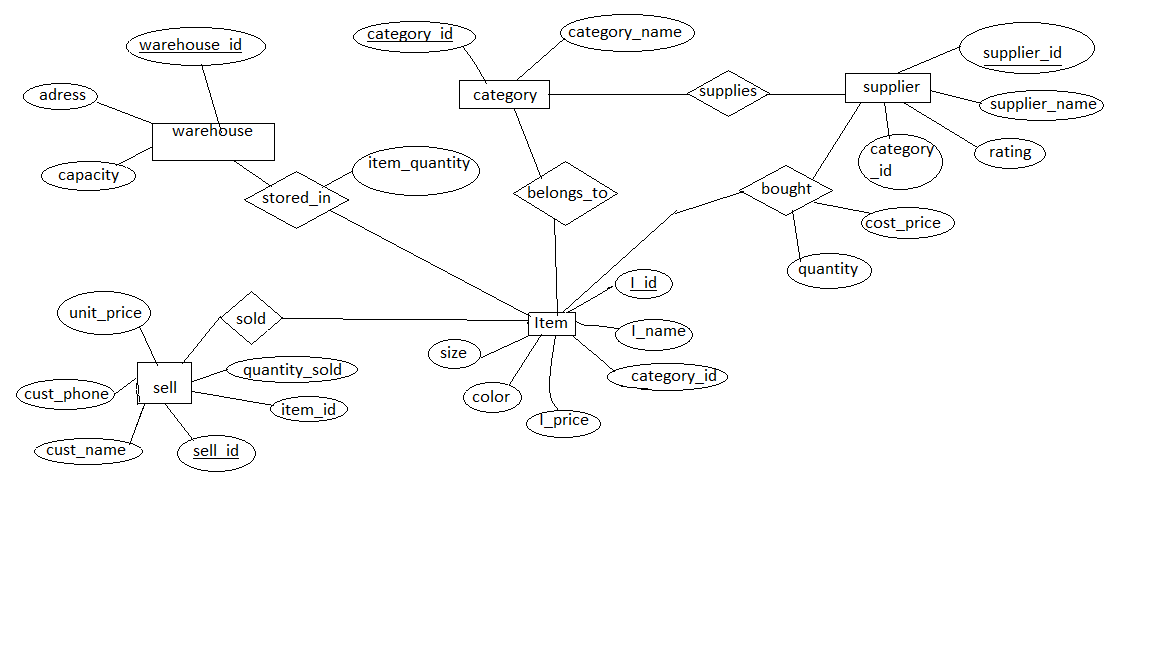 warehouse_id
category_id
category_name
supplier_id
adress
warehouse
category
supplies
supplier
supplier_name
capacity
item_quantity
stored_in
belongs_to
bought
category
_id
rating
cost_price
quantity
unit_price
sold
I_id
Item
I_name
size
quantity_sold
category_id
cust_phone
sell
color
item_id
I_price
cust_name
sell_id